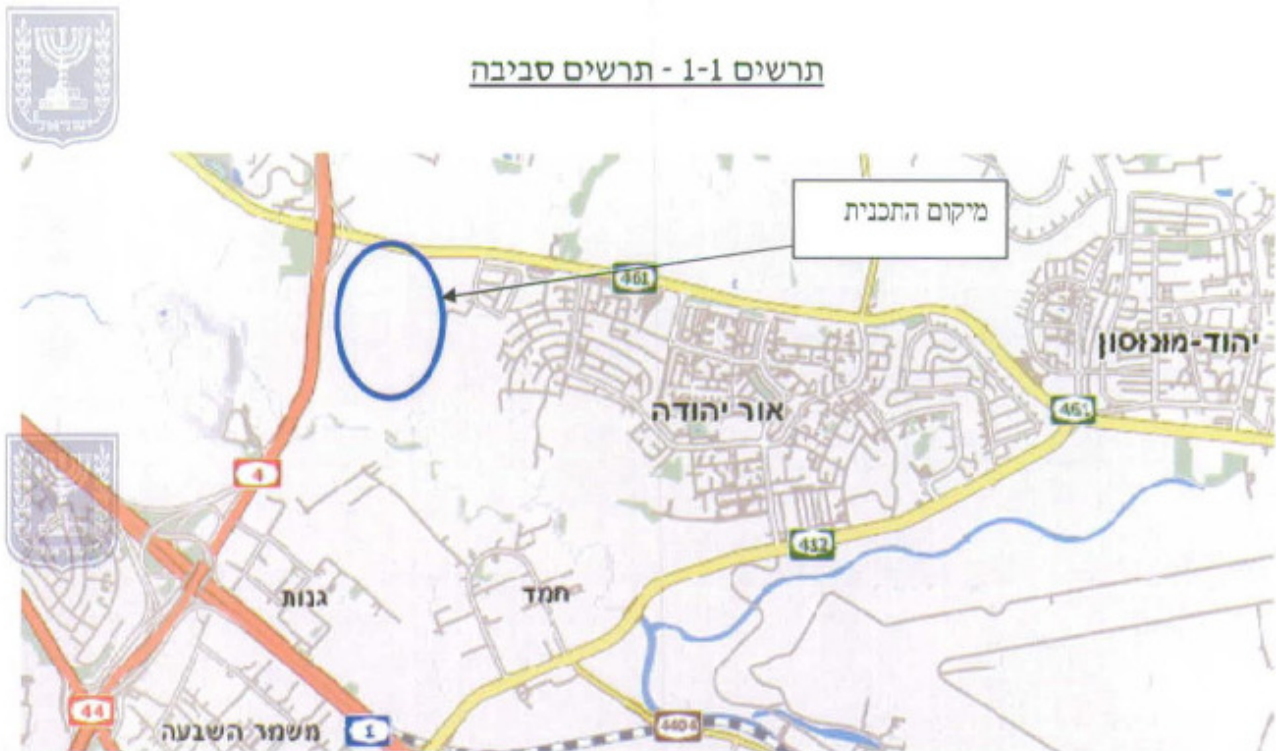 תרשים 1-1 - תרשים סביבה
מיקום התכנית
461
יהוד-מונוסון
אור יהודה
461
4
412
גנות
חמד
44
משמר השבעה
1
4404
ישראל